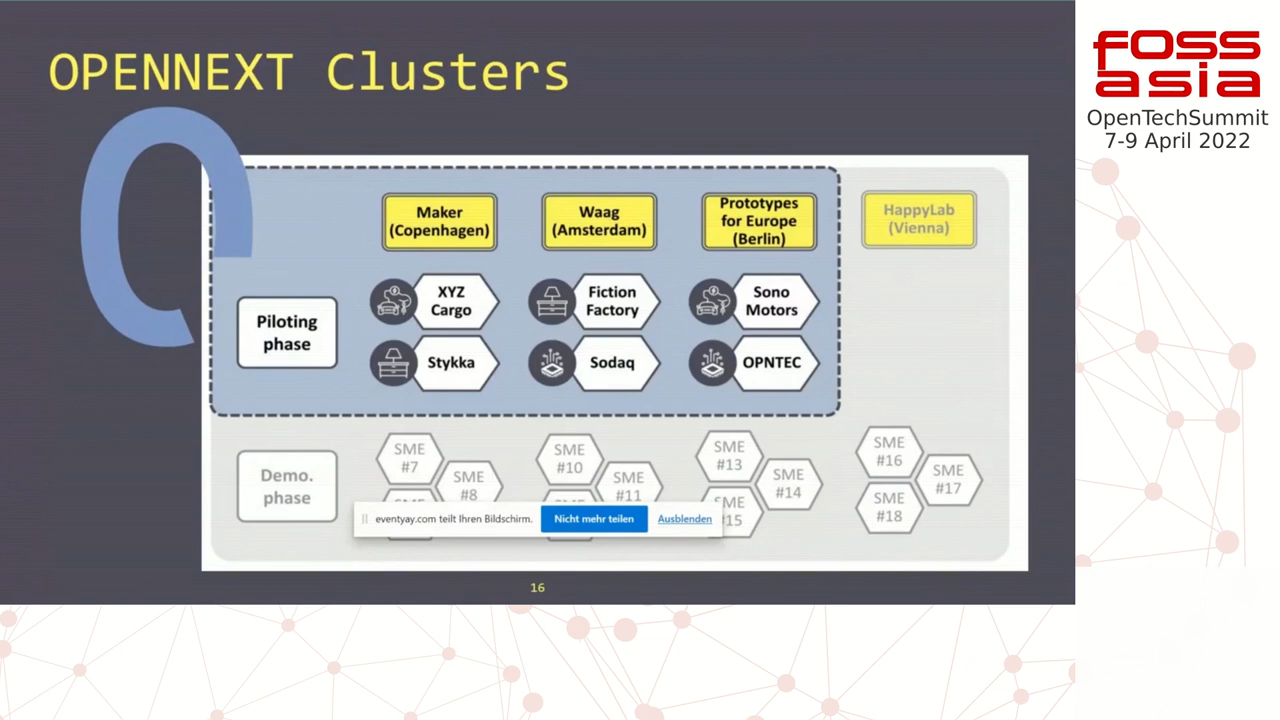 OPENNEXT Clusters
foss
asia
OpenTechSummit
7-9 April 2022
Maker
(Copenhagen)
Waag
(Amsterdam)
Prototypes
for Europe
(Berlin)
HappyLab
(Vienna)
Piloting
phase
XYZ
Cargo
Fiction
Factory
Sono
Motors
Stykka
Sodaq
OPNTEC
Demo.
phase
SME
#7
SME
#8
SME
#10
SME
#11
SME
#13
SME
#14
SME
#15
SME
#16
SME
#17
SME
#18
eventyay.com teilt Ihren Bildschirm.
Nicht mehr teilen
Ausblenden
16